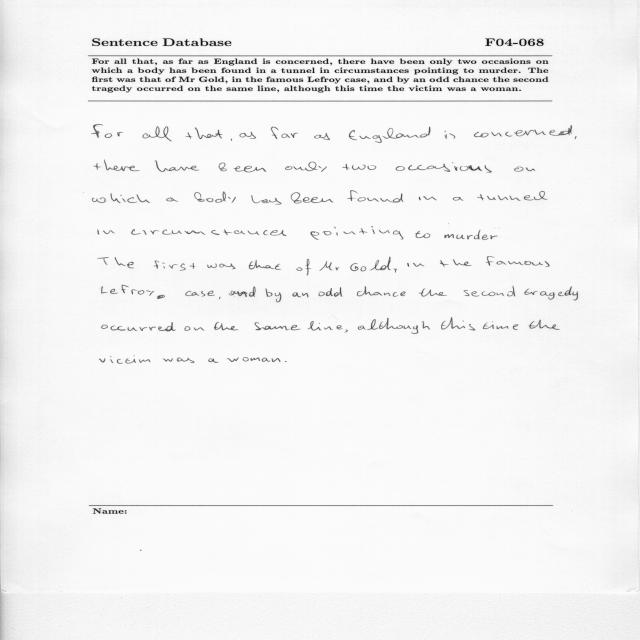 Sentence Database F04-068
For all that, as far as England is concerned, there have been only two occasions on
which a body has been found in a tunnel in circumstances pointing to murder. The
first was that of Mr Gold, in the famous Lefroy case, and by an odd chance the second
tragedy occurred on the same line, although this time the victim was a woman.
For all that, as far as England is concerned,
there have been only two occasions on
which a body has been found in a tunnel
in circumstances pointing to murder
The first was that of Mr Gold, in the famous
Lefroy, case, and by an odd chance the second tragedy
occurred on the same line, although this time the
victim was a woman.
Name: